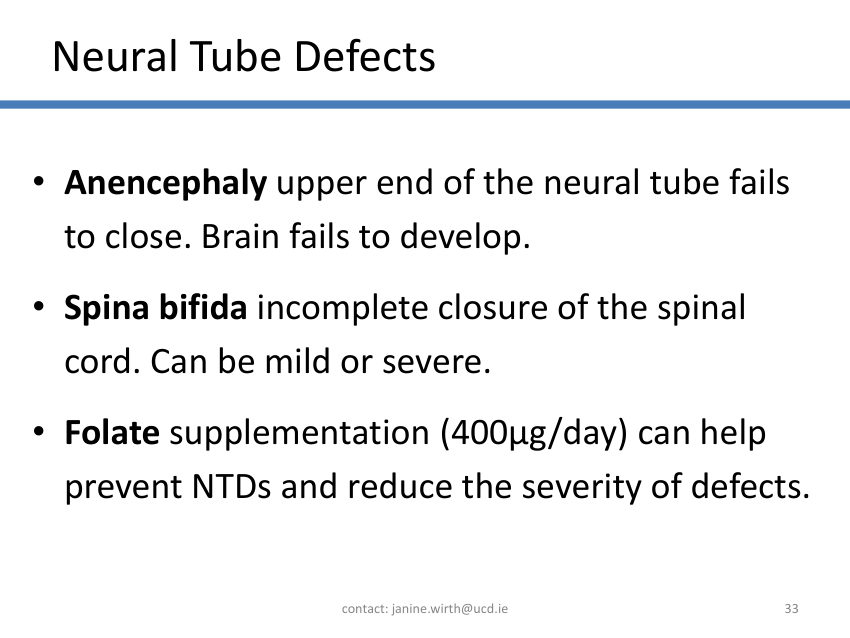 Neural Tube Defects
• Anencephaly upper end of the neural tube fails
to close. Brain fails to develop.
• Spina bifida incomplete closure of the spinal
cord. Can be mild or severe.
• Folate supplementation (400µg/day) can help
prevent NTDs and reduce the severity of defects.
contact: janine.wirth@ucd.ie
33